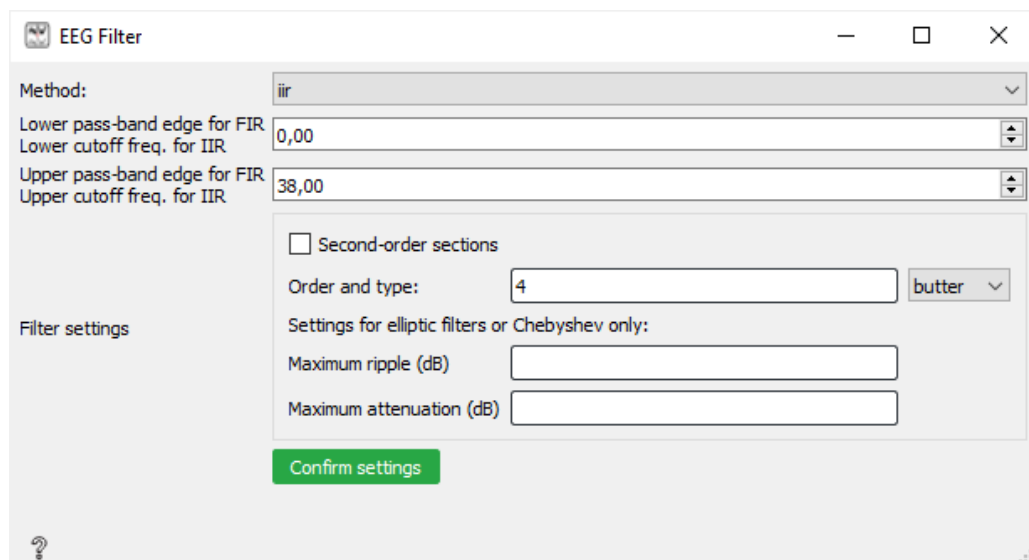 EEG Filter
Method:
iir
Lower pass-band edge for FIR
Lower cutoff freq. for IIR
0,00
Upper pass-band edge for FIR
Upper cutoff freq. for IIR
38,00
Filter settings
Second-order sections
Order and type:
4
butter
Settings for elliptic filters or Chebyshev only:
Maximum ripple (dB)
Maximum attenuation (dB)
Confirm settings
?